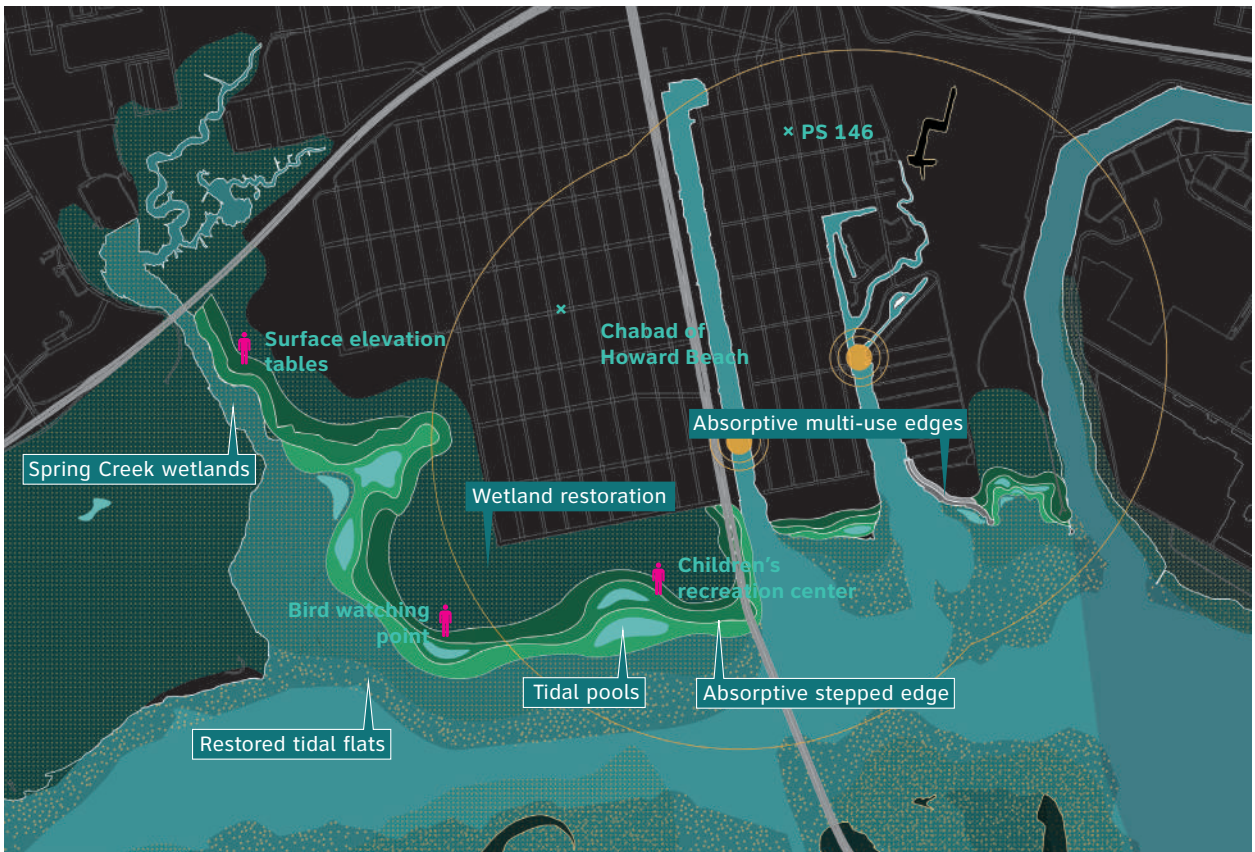 × PS 146
Surface elevation
tables
Chabad of
Howard Beach
Absorptive multi-use edges
Spring Creek wetlands
Wetland restoration
Children's
recreation center
Bird watching
point
Tidal pools
Absorptive stepped edge
Restored tidal flats